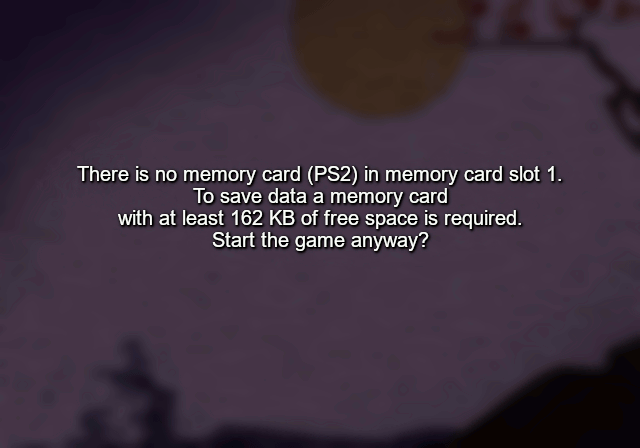 There is no memory card (PS2) in memory card slot 1.
To save data a memory card
with at least 162 KB of free space is required.
Start the game anyway?